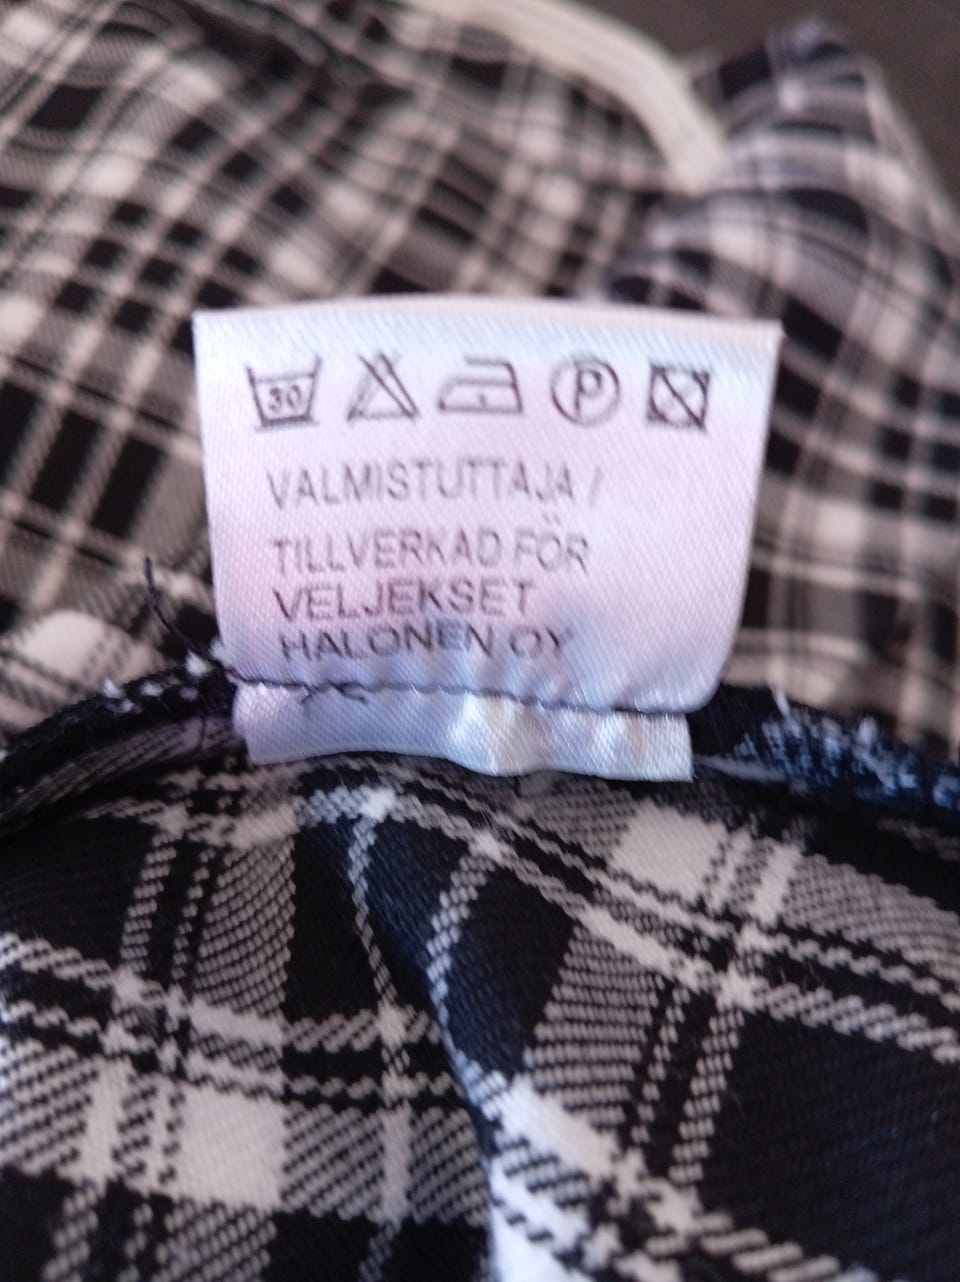 30 P
VALMISTUTTAJA /
TILLVERKAD FÖR
VELJEKSET
HALONEN OY